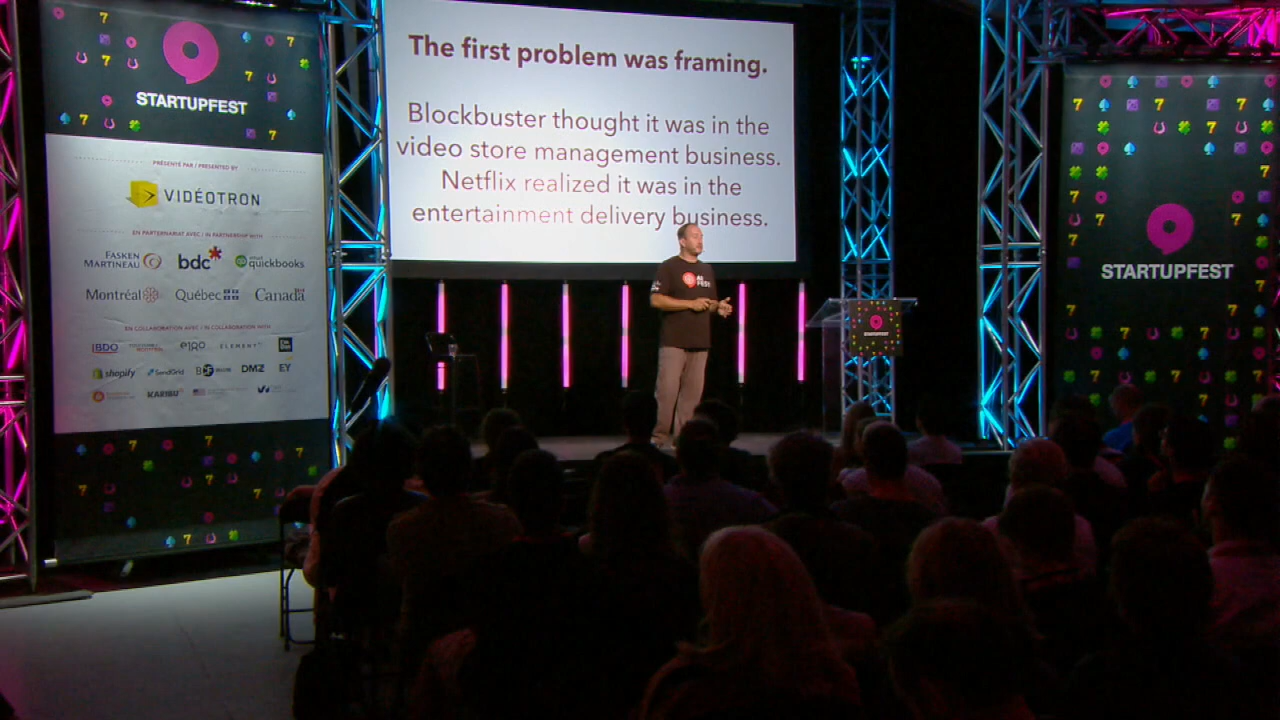 STARTUPFEST
PRÉSENTÉ PAR / PRESENTED BY
VIDÉOTRON
EN PARTENARIAT AVEC / IN PARTNERSHIP WITH
FASKEN
MARTINEAU
bdc
quickbooks
Montréal
Québec
Canada
EN COLLABORATION AVEC / IN COLLABORATION WITH
BDO
ELEMENT
shopify
SendGrid
DMZ
EY
KARIBU
The first problem was framing.
Blockbuster thought it was in the
video store management business.
Netflix realized it was in the
entertainment delivery business.
STARTUPFEST
STARTUPFEST